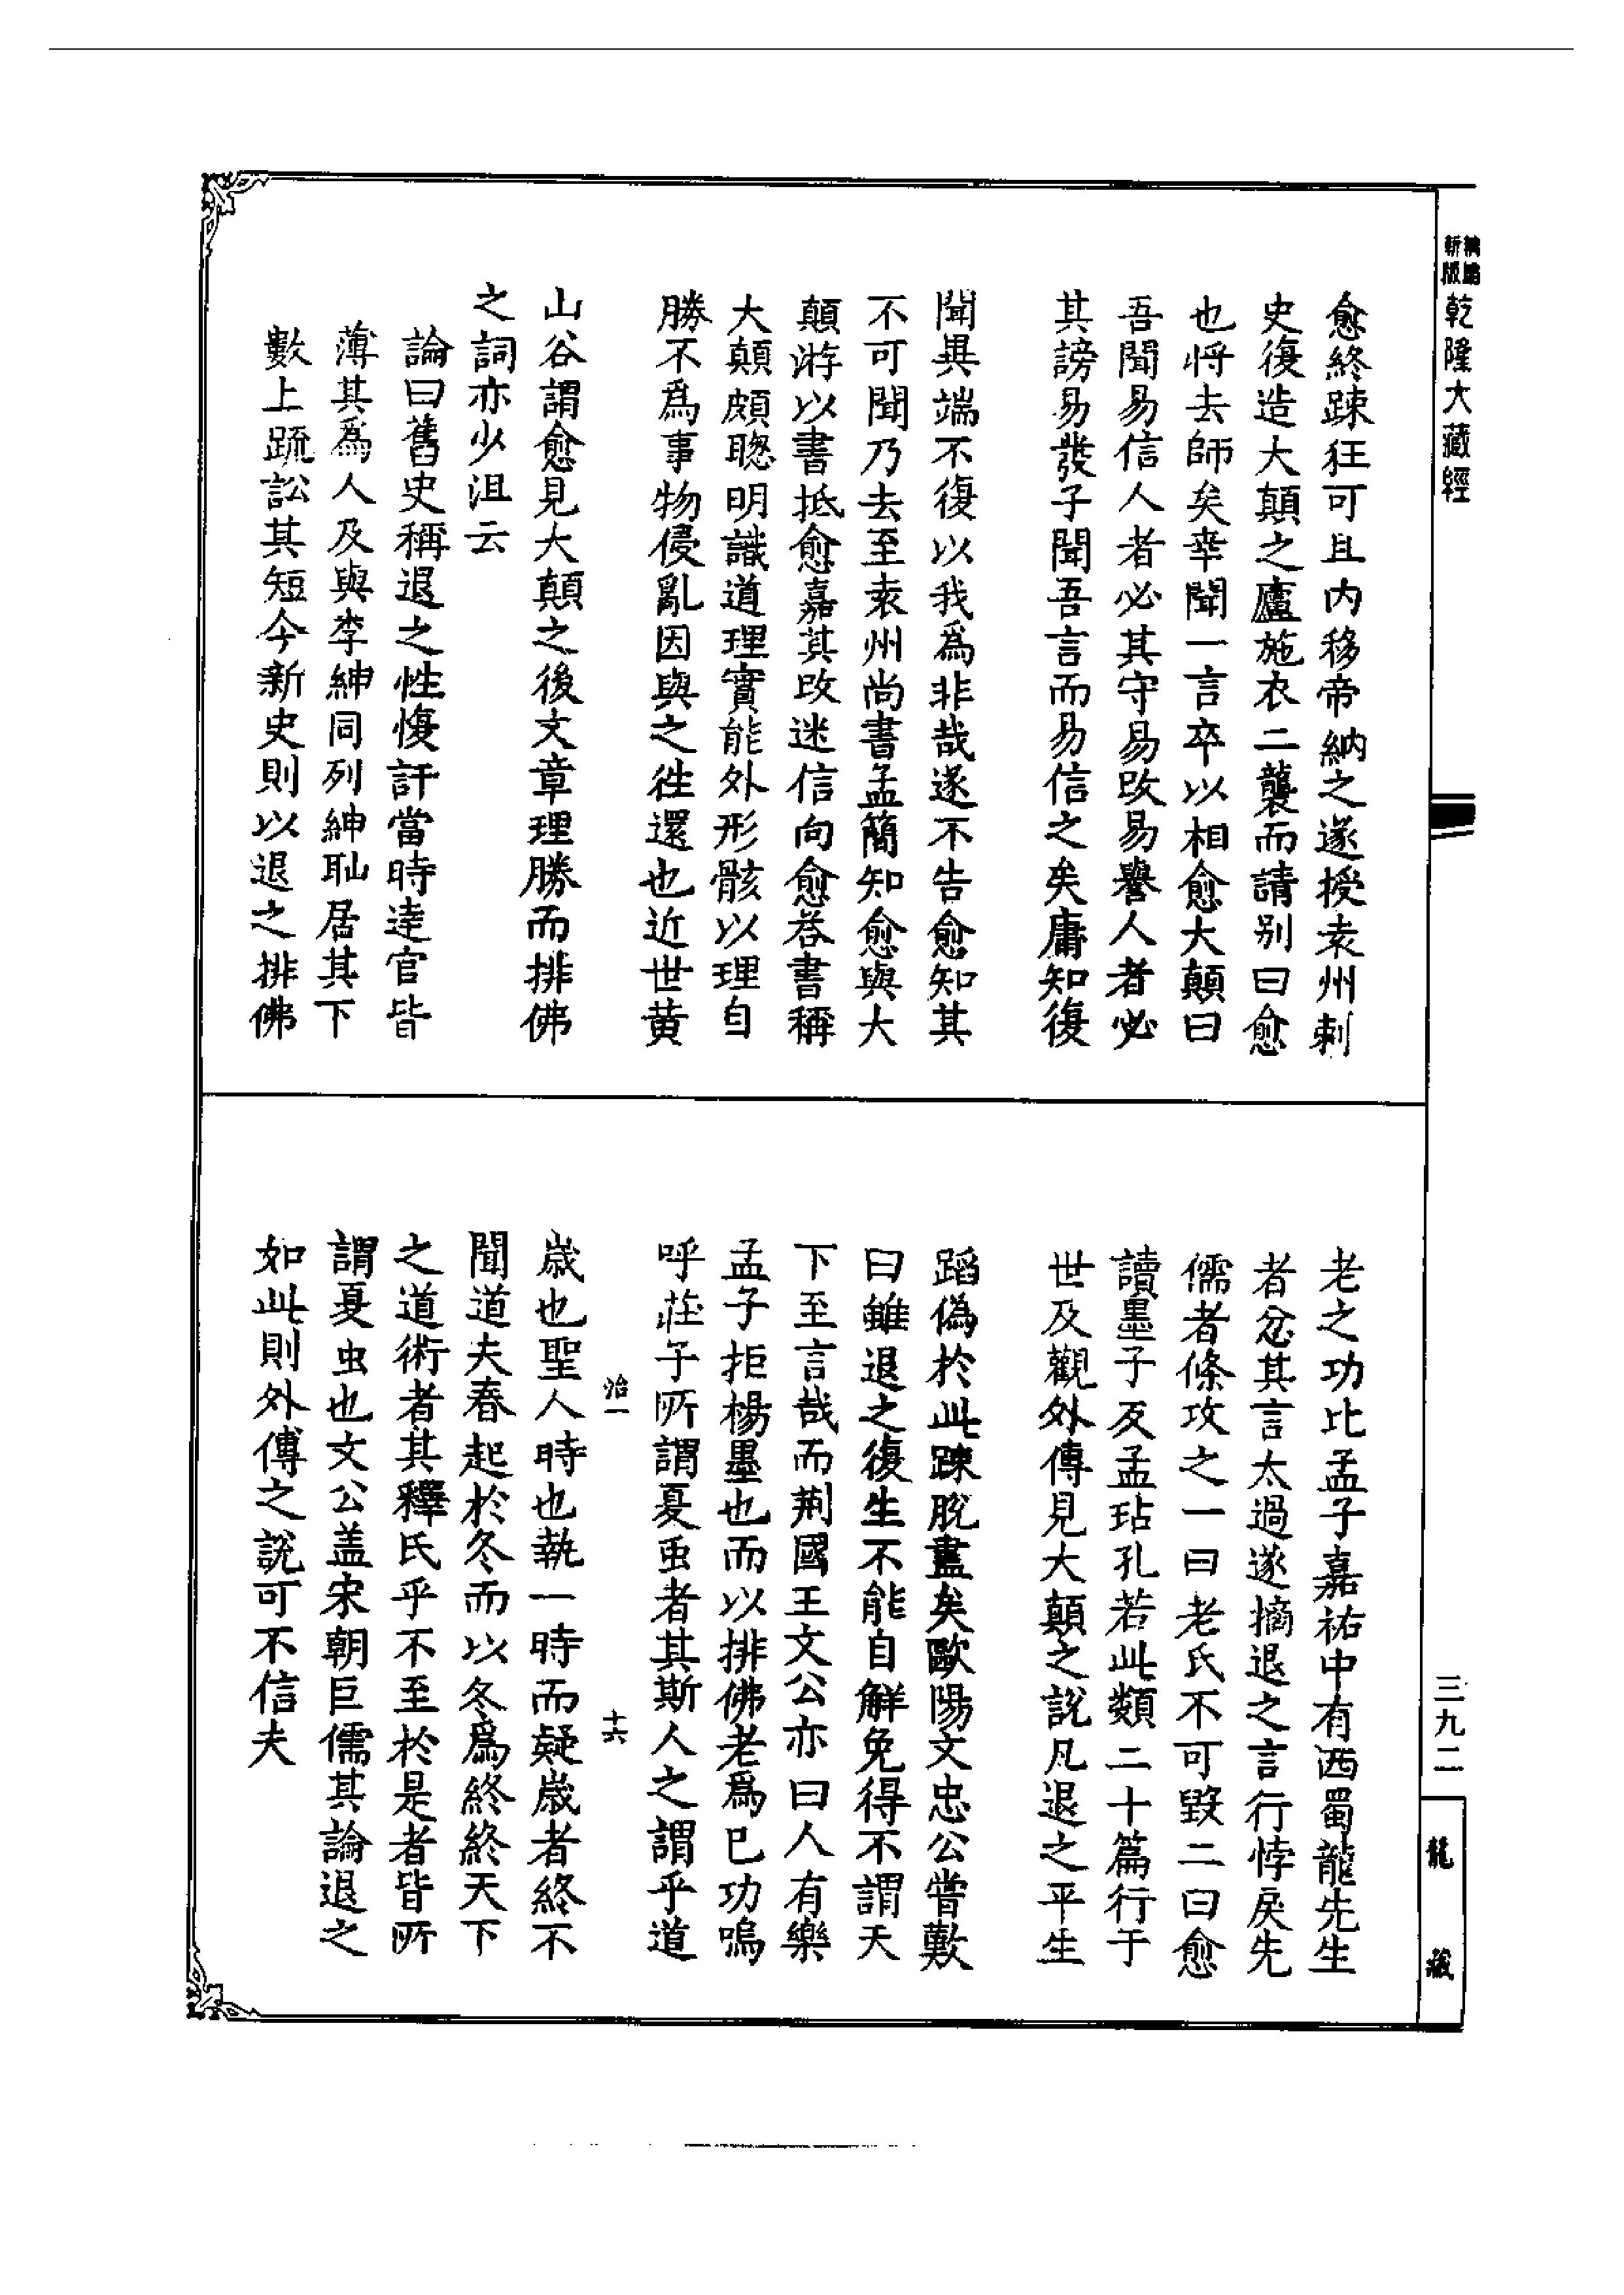 新版
精縮
乾隆大藏經
愈終踈狂可且内移帝納之遂授袁州刺
史復造大顛之廬施衣二襲而請别曰愈
也将去師矣幸聞一言卒以相愈大顛曰
吾聞易信人者必其守易改易譽人者必
其謗易發子聞吾言而易信之矣庸知復
聞異端不復以我爲非哉遂不告愈知其
不可聞乃去至袁州尚書孟簡知愈與大
顛游以書抵愈嘉其改迷信向愈荅書稱
大顛頗聦明識道理實能外形骸以理自
勝不爲事物侵亂因與之徃還也近世黄
山谷謂愈見大顛之後文章理勝而排佛
之詞亦少沮云
論曰舊史稱退之性愎訐當時達官皆
薄其爲人及與李紳同列紳耻居其下
數上䟽訟其短今新史則以退之排佛
老之功比孟子嘉祐中有西蜀龍先生
者忿其言太過遂摘退之言行悖戾先
儒者條攻之一曰老氏不可毀二曰愈
讀墨子反孟玷孔若此類二十篇行于
世及觀外傳見大顛之說凡退之平生
蹈偽於此踈脫盡矣歐陽文忠公嘗歎
曰雖退之復生不能自解免得不謂天
下至言哉而荆國王文公亦曰人有樂
孟子拒楊墨也而以排佛老爲已功嗚
呼莊子所謂夏虫者其斯人之謂乎道
治一　十六
歲也聖人時也執一時而疑歲者終不
聞道夫春起於冬而以冬爲終終天下
之道術者其釋氏乎不至於是者皆所
謂夏虫也文公盖宋朝巨儒其論退之
如此則外傳之說可不信夫
三九二
龍藏